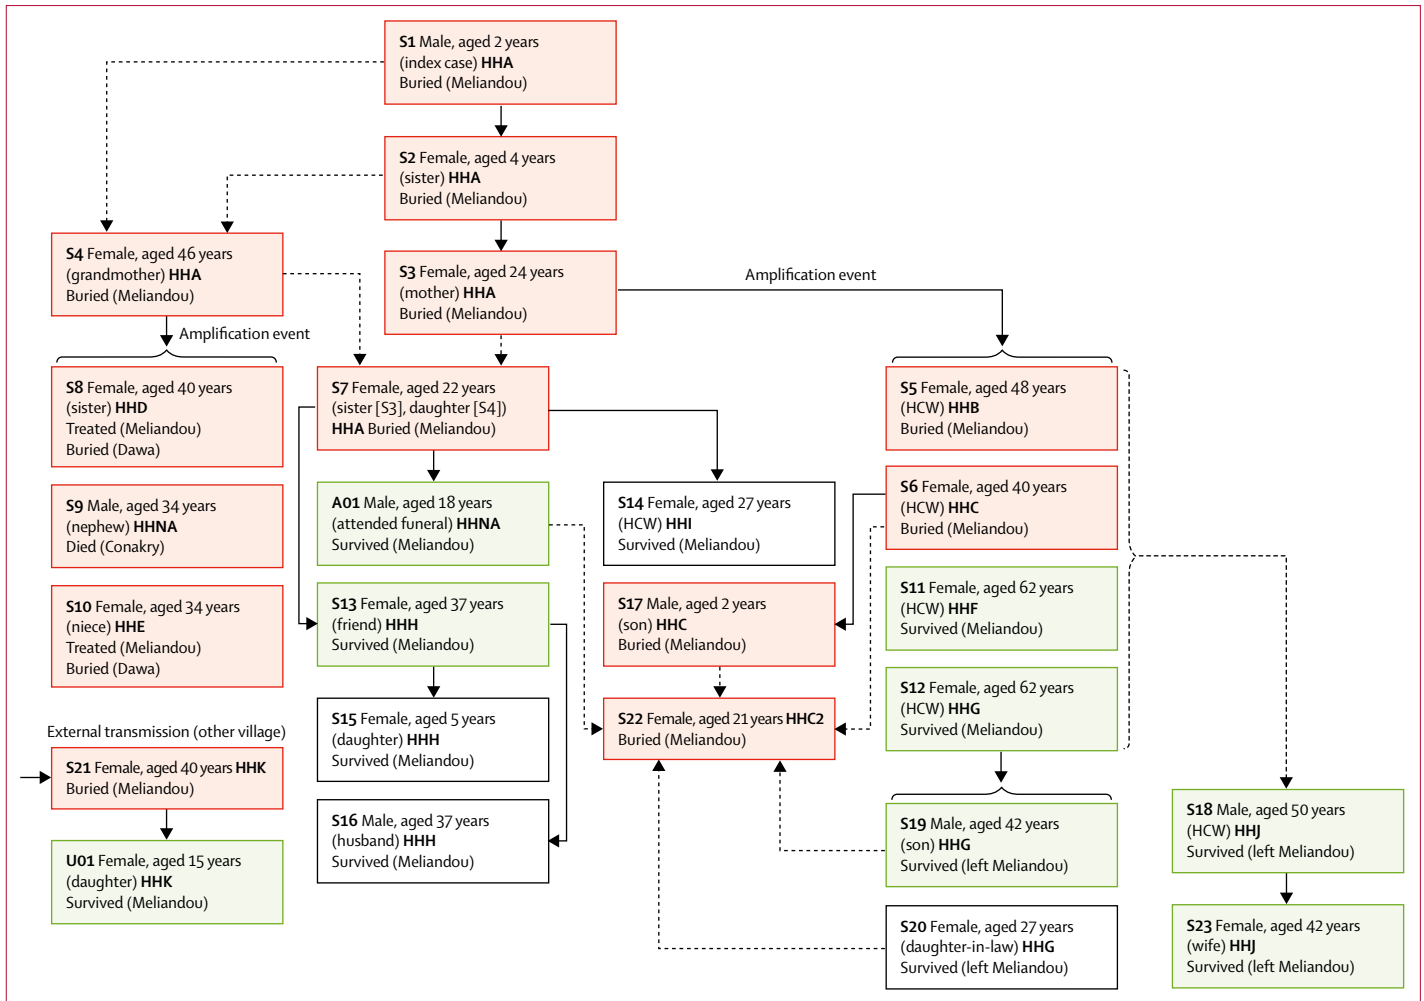 S1 Male, aged 2 years
(index case) HHA
Buried (Meliandou)
S2 Female, aged 4 years
(sister) HHA
Buried (Meliandou)
S4 Female, aged 46 years
(grandmother) HHA
Buried (Meliandou)
S3 Female, aged 24 years
(mother) HHA
Buried (Meliandou)
Amplification event
Amplification event
S8 Female, aged 40 years
(sister) HHD
Treated (Meliandou)
Buried (Dawa)
S7 Female, aged 22 years
(sister [S3], daughter [S4])
HHA Buried (Meliandou)
S5 Female, aged 48 years
(HCW) HHB
Buried (Meliandou)
S9 Male, aged 34 years
(nephew) HHNA
Died (Conakry)
A01 Male, aged 18 years
(attended funeral) HHNA
Survived (Meliandou)
S14 Female, aged 27 years
(HCW) HHI
Survived (Meliandou)
S6 Female, aged 40 years
(HCW) HHC
Buried (Meliandou)
S10 Female, aged 34 years
(niece) HHE
Treated (Meliandou)
Buried (Dawa)
S13 Female, aged 37 years
(friend) HHH
Survived (Meliandou)
S17 Male, aged 2 years
(son) HHC
Buried (Meliandou)
S11 Female, aged 62 years
(HCW) HHF
Survived (Meliandou)
S12 Female, aged 62 years
(HCW) HHG
Survived (Meliandou)
External transmission (other village)
S21 Female, aged 40 years HHK
Buried (Meliandou)
S15 Female, aged 5 years
(daughter) HHH
Survived (Meliandou)
S22 Female, aged 21 years HHC2
Buried (Meliandou)
U01 Female, aged 15 years
(daughter) HHK
Survived (Meliandou)
S16 Male, aged 37 years
(husband) HHH
Survived (Meliandou)
S19 Male, aged 42 years
(son) HHG
Survived (left Meliandou)
S18 Male, aged 50 years
(HCW) HHJ
Survived (left Meliandou)
S20 Female, aged 27 years
(daughter-in-law) HHG
Survived (left Meliandou)
S23 Female, aged 42 years
(wife) HHJ
Survived (left Meliandou)